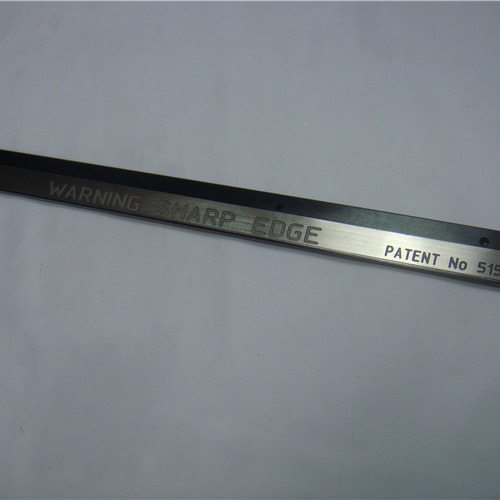 WARNING SHARP EDGE
PATENT No 515